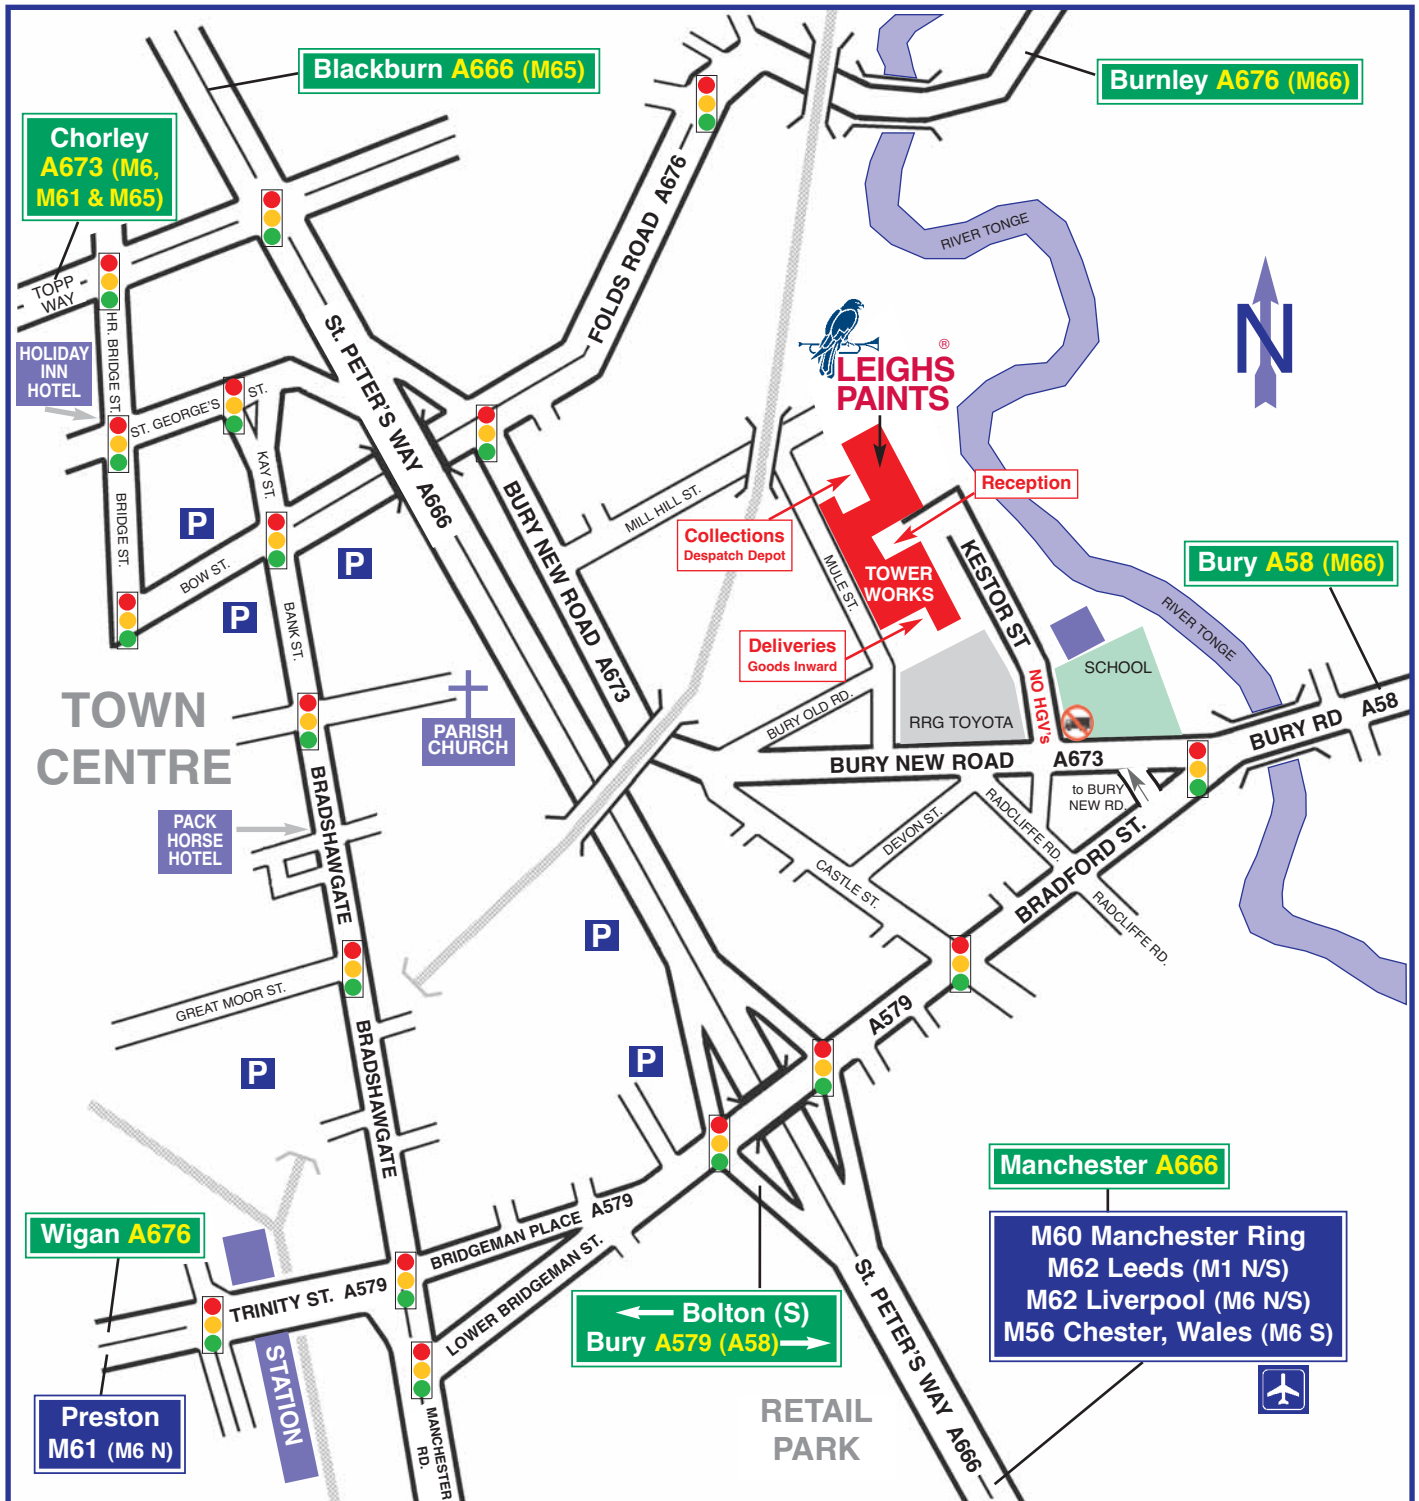 Blackburn A666 (M65)
Burnley A676 (M66)
Chorley
A673 (M6,
M61 & M65)
FOLDS ROAD A676
RIVER TONGE
TOPP
WAY
HR. BRIDGE ST.
HOLIDAY
INN
HOTEL
St. PETER'S WAY A666
N
LEIGHS
PAINTS
®
ST. GEORGE'S ST.
KAY ST.
BRIDGE ST.
P
BOW ST.
P
P
BANK ST.
BURY NEW ROAD A673
MILL HILL ST.
Collections
Despatch Depot
Reception
MULE ST.
TOWER
WORKS
KESTOR ST
NO HGV's
Deliveries
Goods Inward
Bury A58 (M66)
RIVER TONGE
SCHOOL
TOWN
CENTRE
PARISH
CHURCH
BURY OLD RD.
RRG TOYOTA
BURY NEW ROAD A673
BURY RD A58
to BURY
NEW RD.
PACK
HORSE
HOTEL
BRADSHAWGATE
DEVON ST.
RADCLIFFE RD.
CASTLE ST.
BRADFORD ST.
RADCLIFFE RD.
P
GREAT MOOR ST.
A579
BRADSHAWGATE
P
P
Manchester A666
M60 Manchester Ring
M62 Leeds (M1 N/S)
M62 Liverpool (M6 N/S)
M56 Chester, Wales (M6 S)
Wigan A676
BRIDGEMAN PLACE A579
LOWER BRIDGEMAN ST.
TRINITY ST. A579
Bolton (S)
Bury A579 (A58)
St. PETER'S WAY A666
STATION
Preston
M61 (M6 N)
MANCHESTER
RD.
RETAIL
PARK